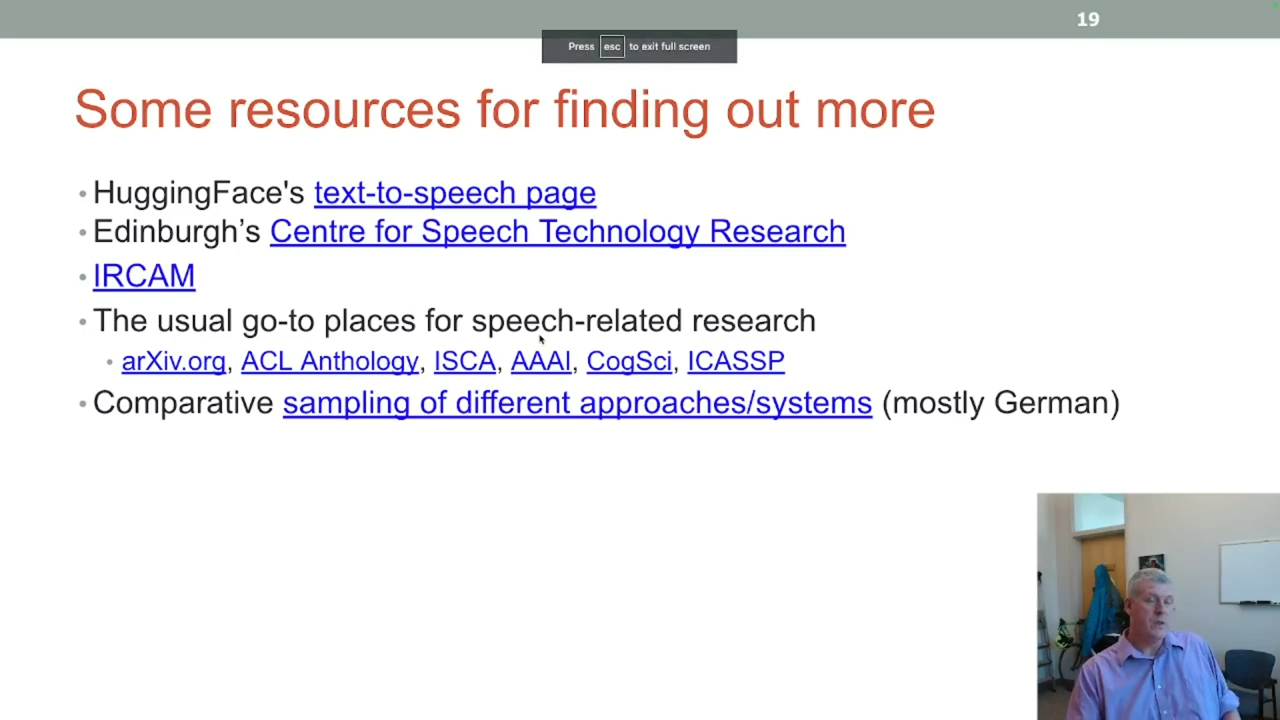 19
Press esc to exit full screen
Some resources for finding out more
• HuggingFace's text-to-speech page
• Edinburgh’s Centre for Speech Technology Research
• IRCAM
• The usual go-to places for speech-related research
• arXiv.org, ACL Anthology, ISCA, AAAI, CogSci, ICASSP
• Comparative sampling of different approaches/systems (mostly German)